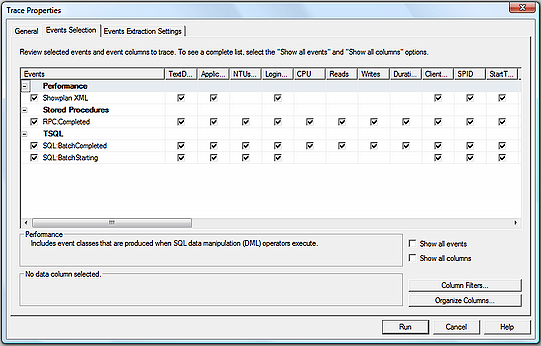 Trace Properties
General Events Selection Events Extraction Settings
Review selected events and event columns to trace. To see a complete list, select the "Show all events" and "Show all columns" options.
Events TextD... Applic... NTUs... Login... CPU Reads Writes Durati... Client... SPID StartT...
Performance
Showplan XML
Stored Procedures
RPC:Completed
TSQL
SQL:BatchCompleted
SQL:BatchStarting
Performance
Includes event classes that are produced when SQL data manipulation (DML) operators execute.
Show all events
Show all columns
No data column selected.
Column Filters...
Organize Columns...
Run Cancel Help